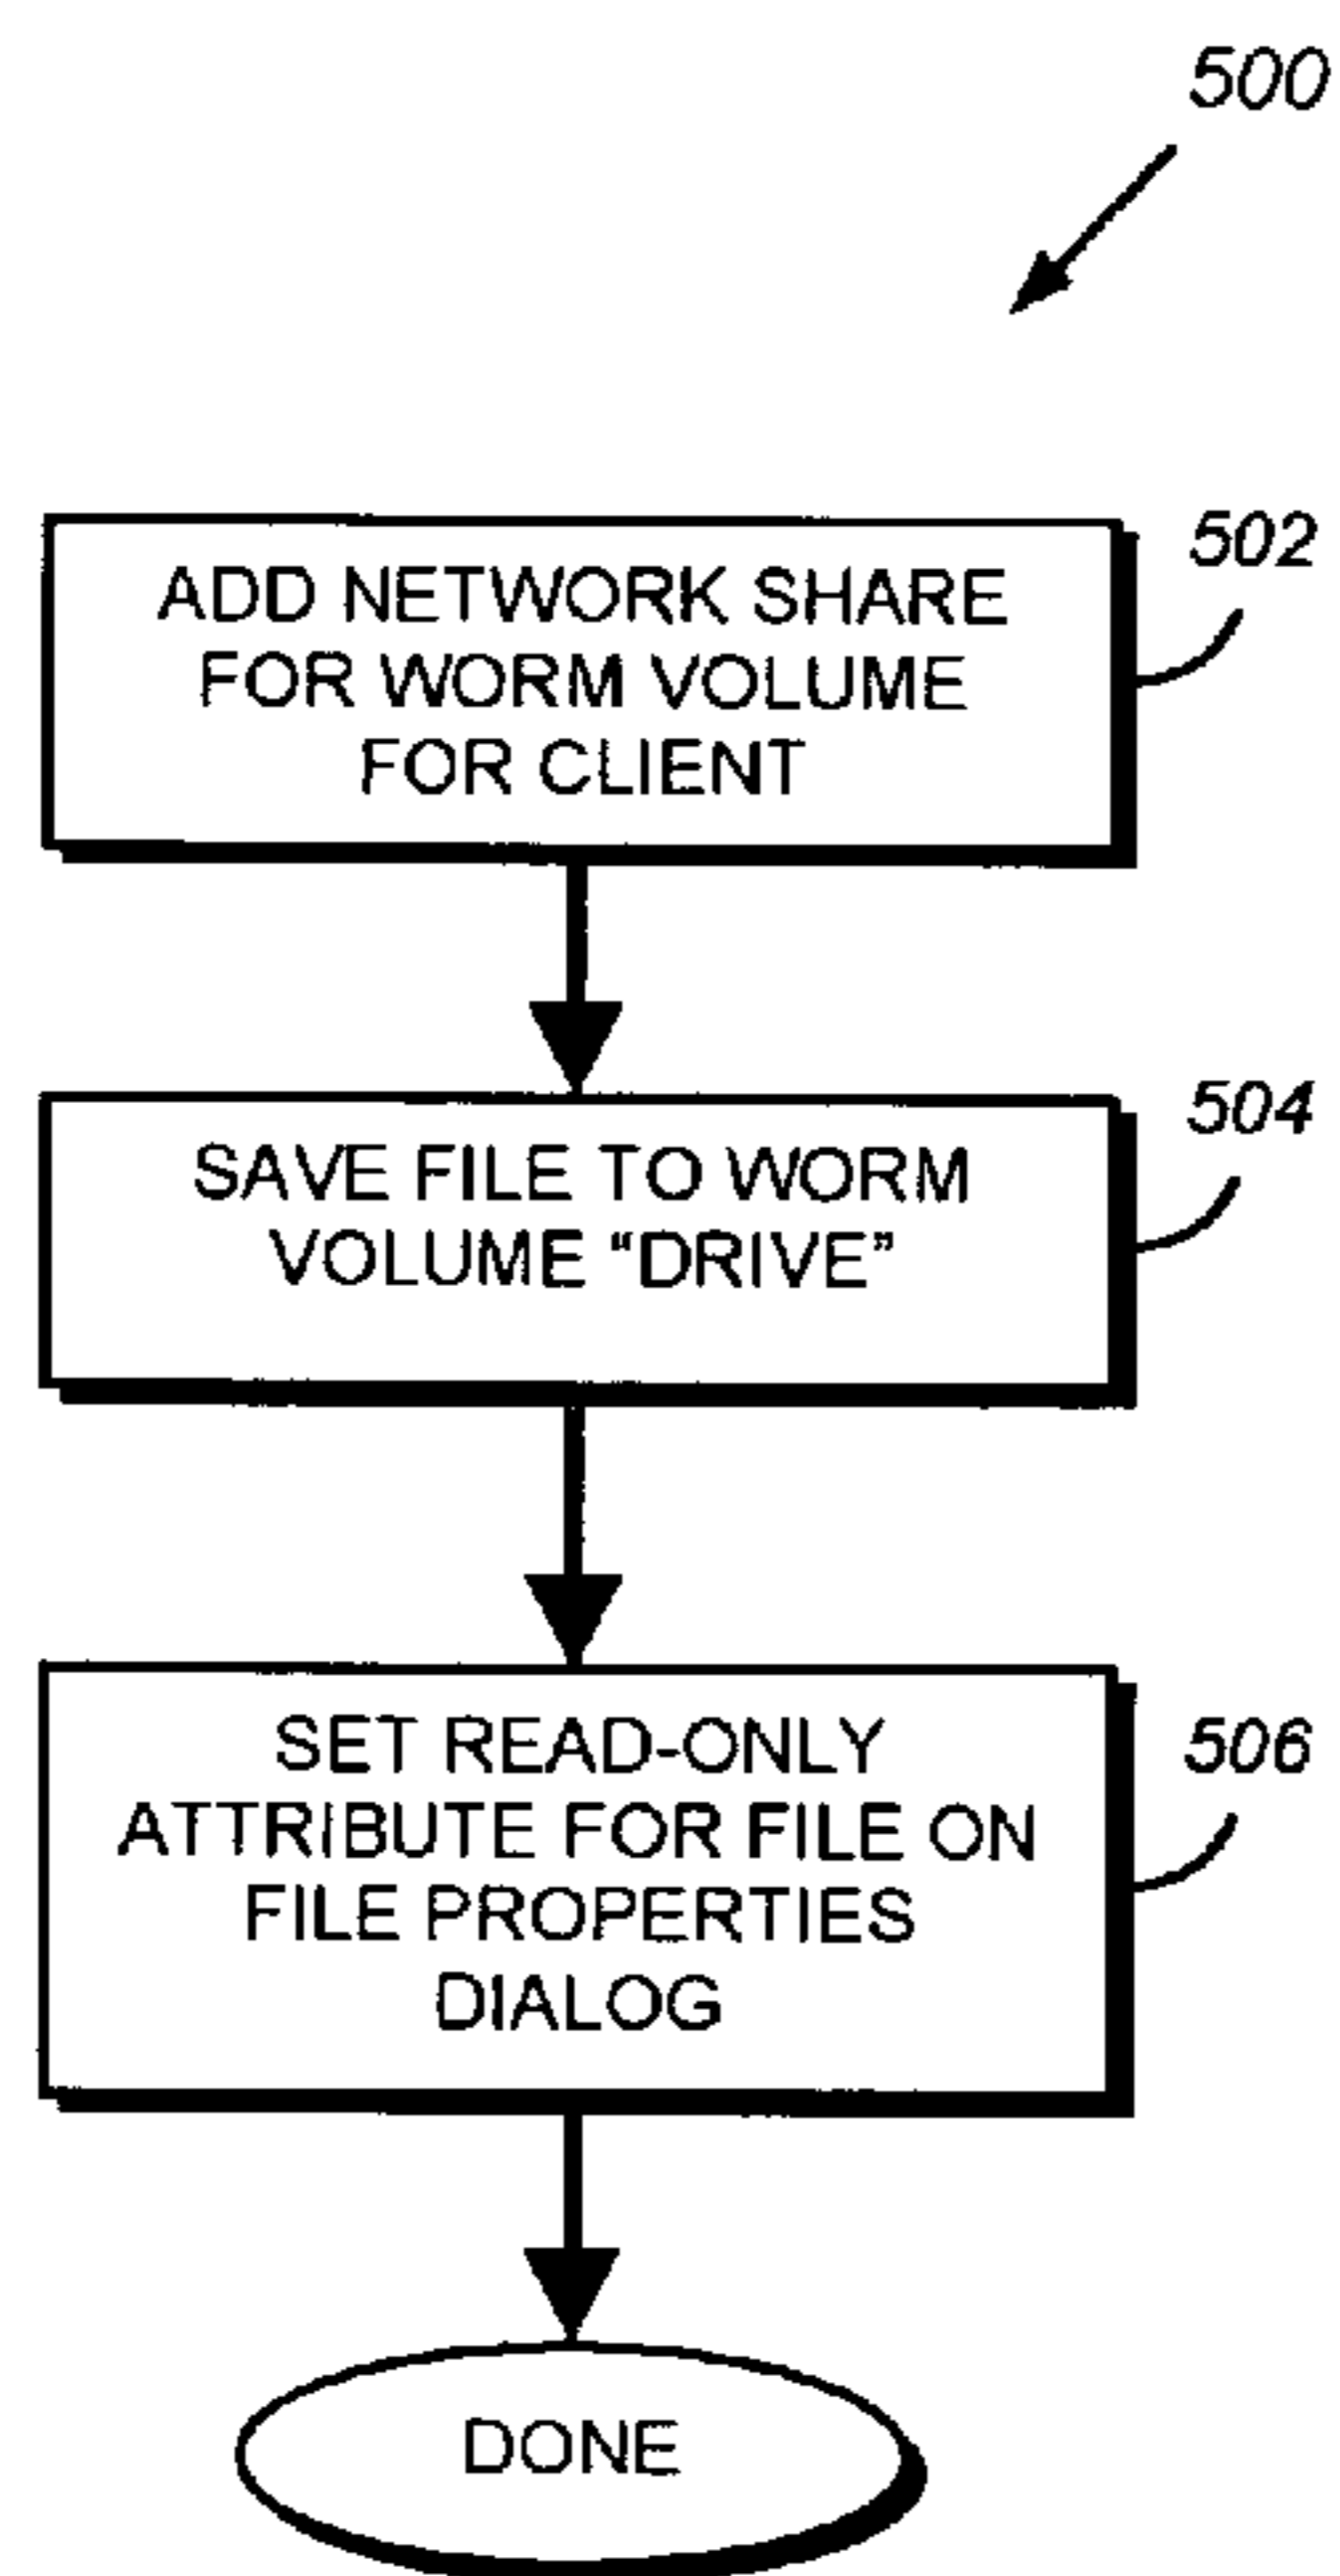 500
ADD NETWORK SHARE
FOR WORM VOLUME
FOR CLIENT
502
SAVE FILE TO WORM
VOLUME “DRIVE”
504
SET READ-ONLY
ATTRIBUTE FOR FILE ON
FILE PROPERTIES
DIALOG
506
DONE